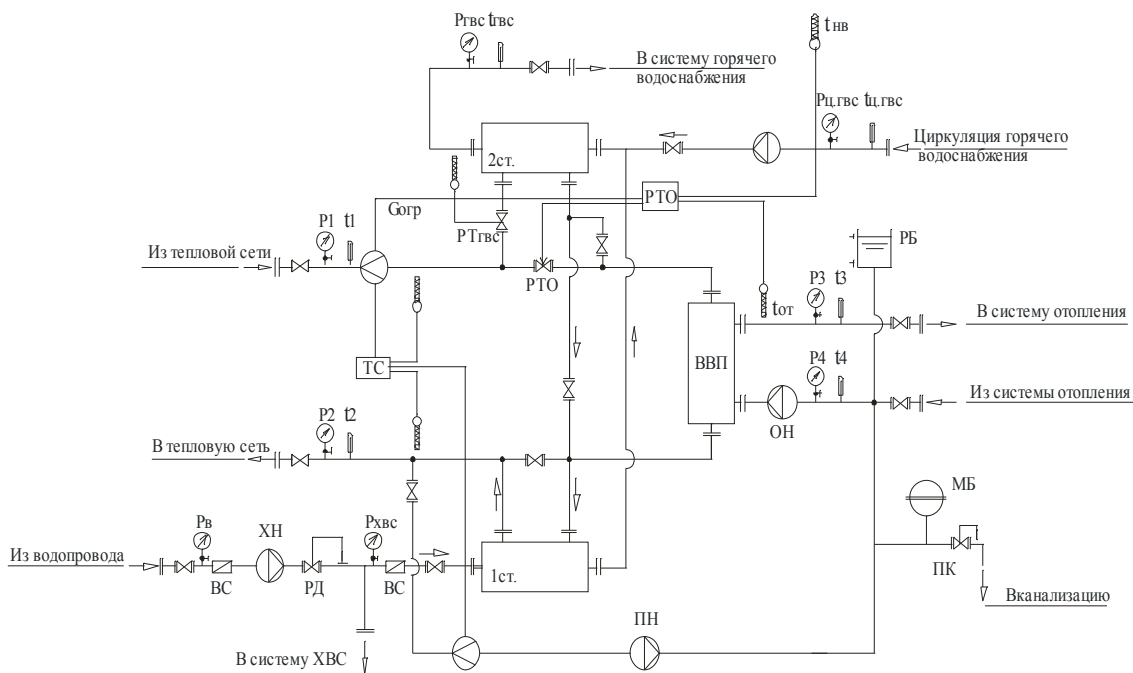 Ргвс tгвс
tнв
В систему горячего
водоснабжения
Рц.гвс tц.гвс
Циркуляция горячего
водоснабжения
2ст.
РТО
Gогр
РТгвс
Р1 t1
Из тепловой сети
РТО
РБ
tот
Р3 t3
В систему отопления
ТС
ВВП
Р4 t4
Из системы отопления
ОН
Р2 t2
В тепловую сеть
МБ
Рв
ХН
Рхвс
Из водопровода
ВС
РД
ВС
1ст.
ПК
Вканализацию
ПН
В систему ХВС